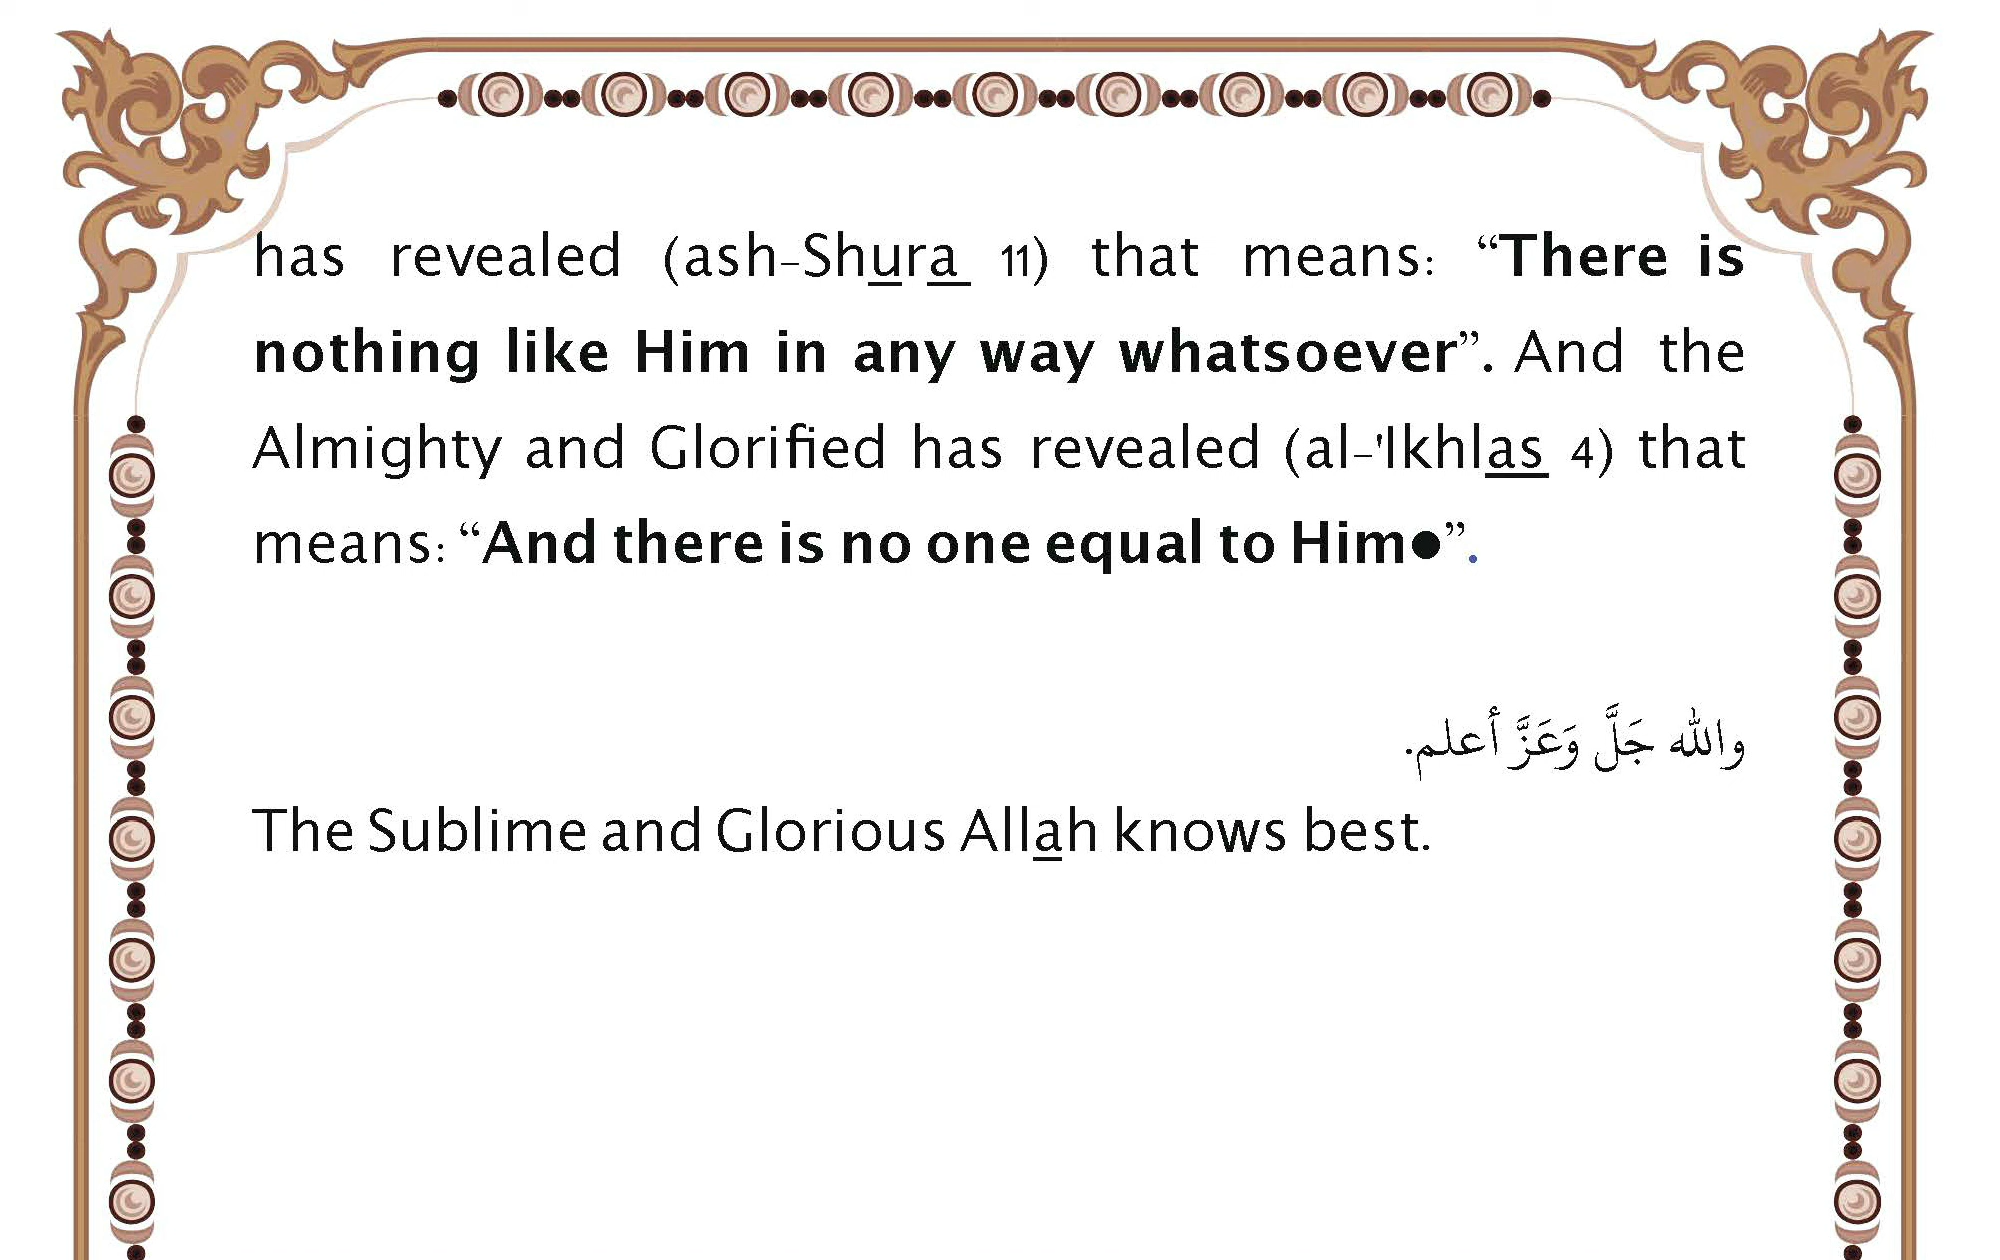 has revealed (ash-Shura 11) that means: “There is
nothing like Him in any way whatsoever”. And the
Almighty and Glorified has revealed (al-'Ikhlas 4) that
means: “And there is no one equal to Him●”.
والله جَلَّ وَعَزَّ أعلم.
The Sublime and Glorious Allah knows best.